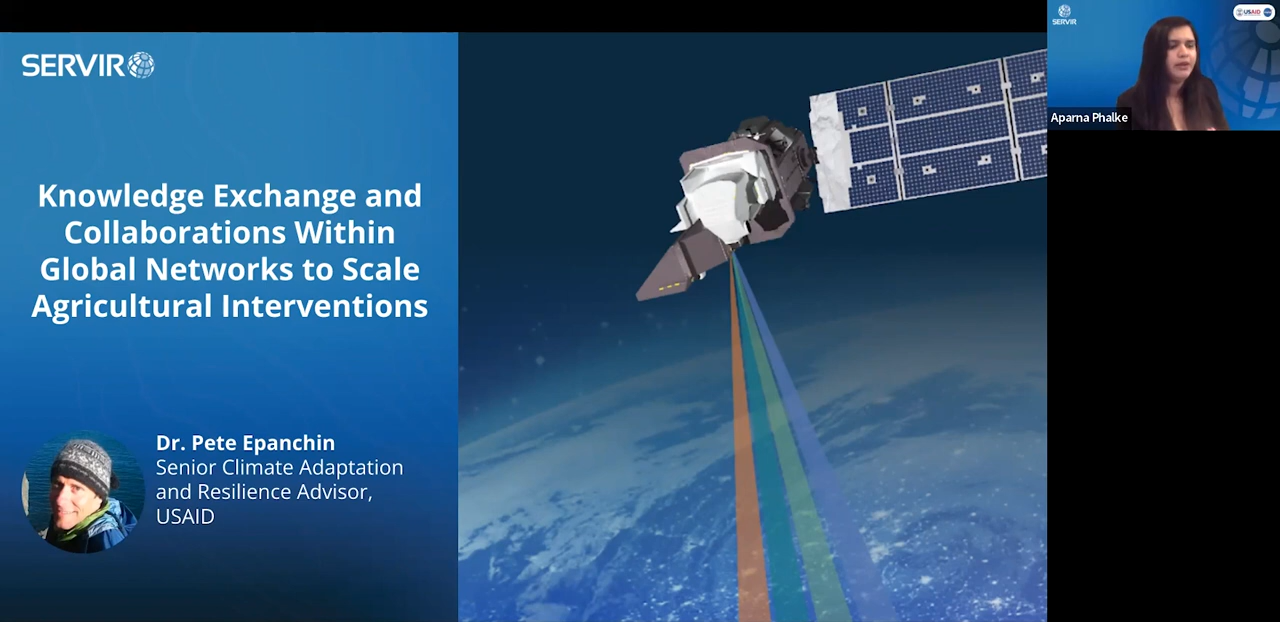 SERVIR
Knowledge Exchange and
Collaborations Within
Global Networks to Scale
Agricultural Interventions
Dr. Pete Epanchin
Senior Climate Adaptation
and Resilience Advisor,
USAID
SERVIR
USAID
Aparna Phalke